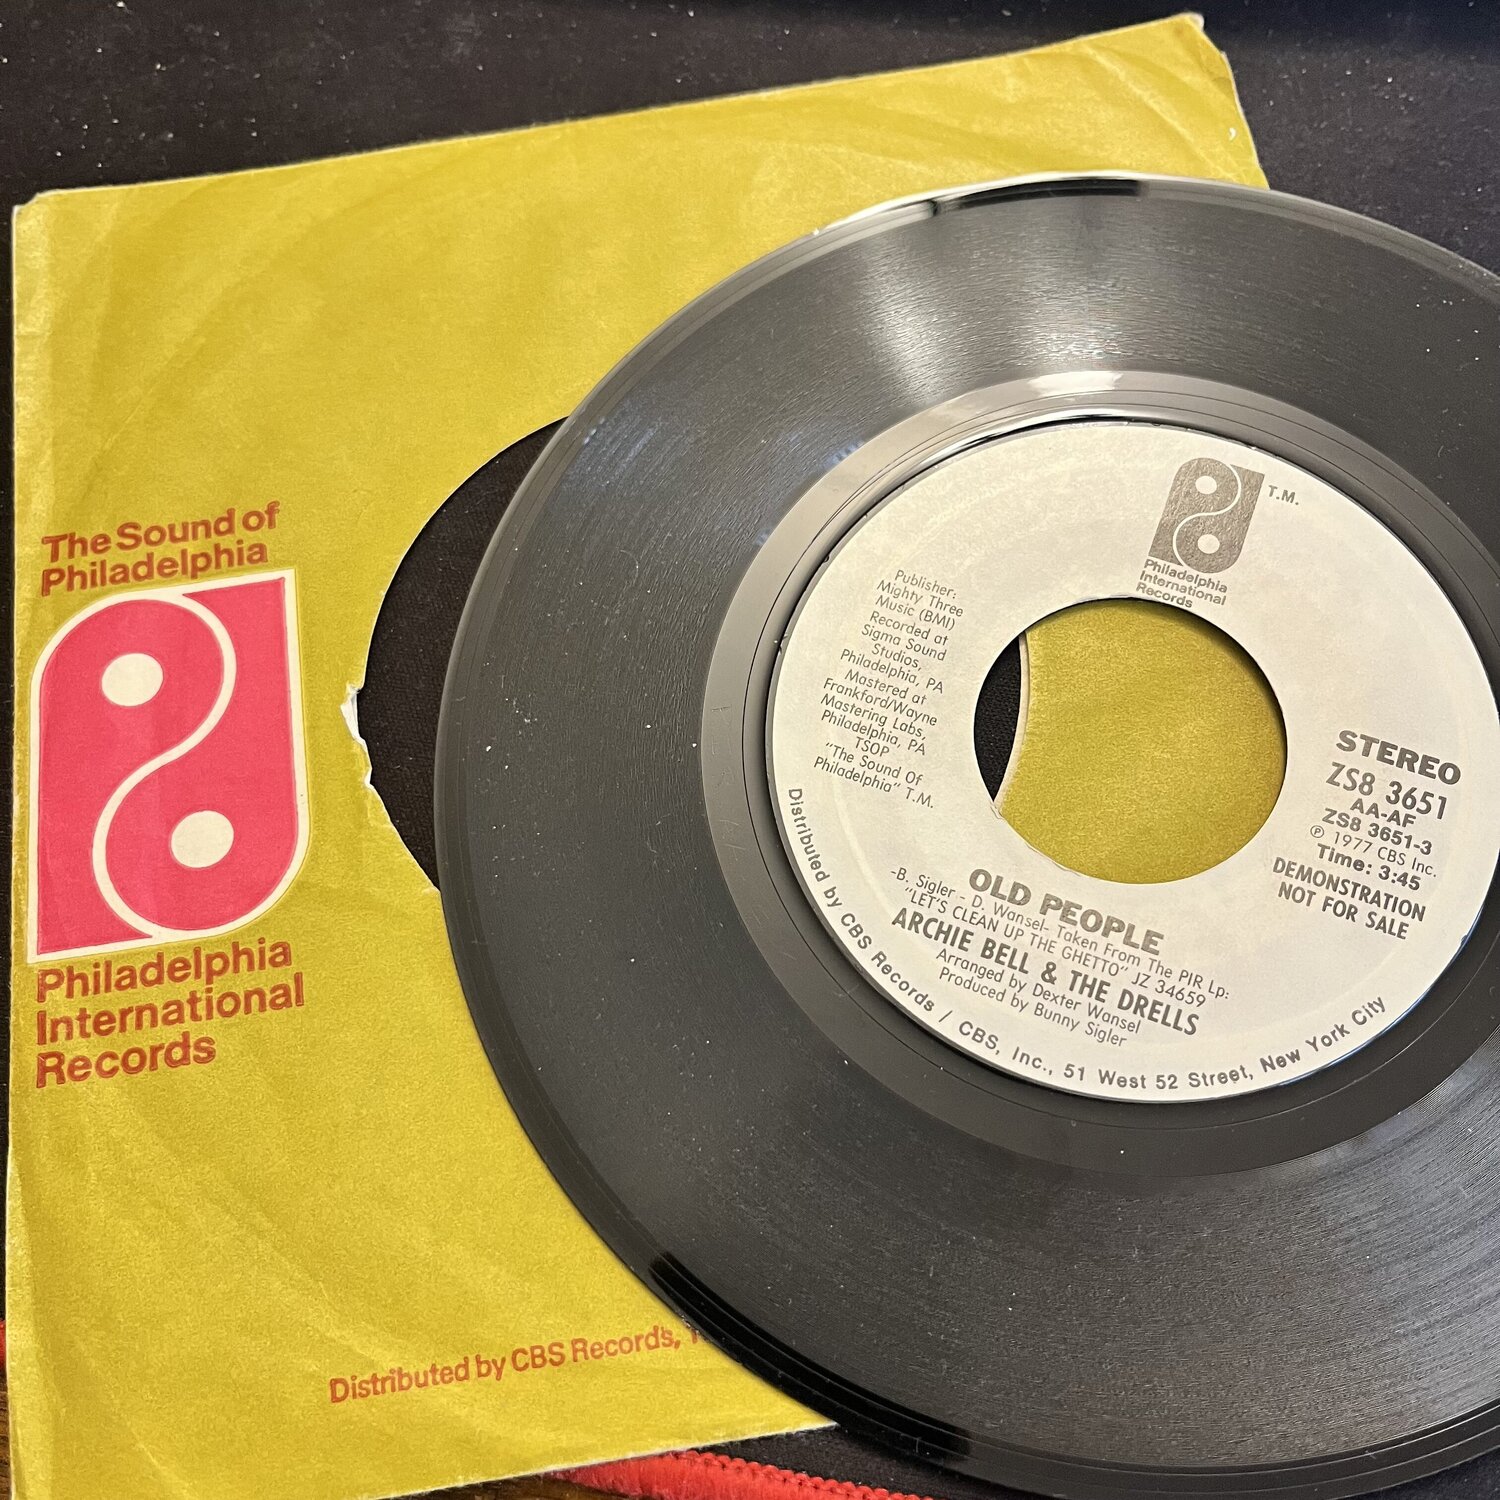 The Sound of
Philadelphia
Philadelphia
International
Records
Distributed by CBS Records,
T.M.
Philadelphia
International
Records
Publisher:
Mighty Three
Music (BMI)
Recorded at
Sigma Sound
Studios,
Philadelphia, PA
Mastered at
Frankford/Wayne
Mastering Labs,
Philadelphia, PA
TSOP
"The Sound Of
Philadelphia" T.M.
STEREO
ZS8 3651
AA-AF
ZS8 3651-3
Ⓟ 1977 CBS Inc.
Time: 3:45
DEMONSTRATION
NOT FOR SALE
OLD PEOPLE
-B. Sigler - D. Wansel- Taken From The PIR Lp:
"LET'S CLEAN UP THE GHETTO" JZ 34659
ARCHIE BELL & THE DRELLS
Arranged by Dexter Wansel
Produced by Bunny Sigler
Distributed by CBS Records / CBS, Inc., 51 West 52 Street, New York City